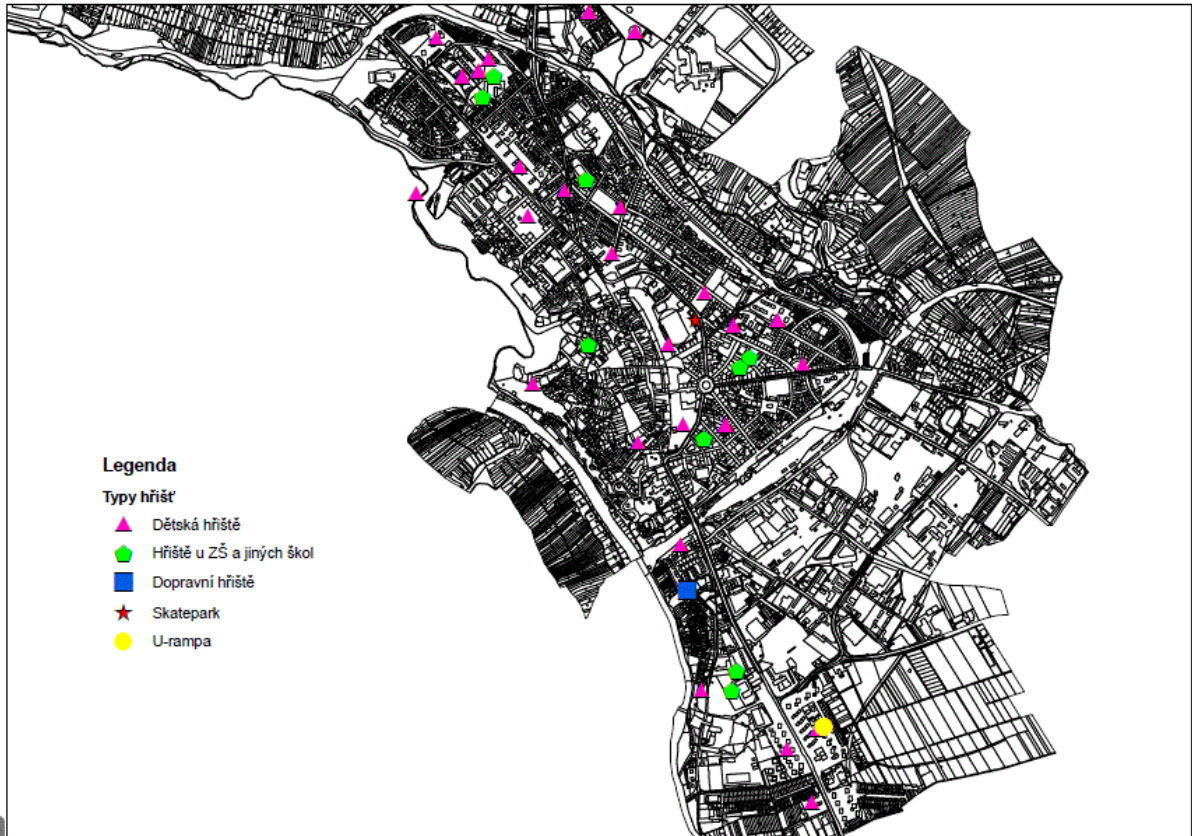 Legenda
Typy hřišť
Dětská hřiště
Hřiště u ZŠ a jiných škol
Dopravní hřiště
Skatepark
U-rampa